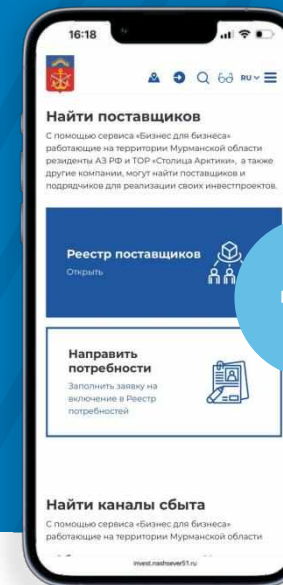 16:18
RU
Найти поставщиков
С помощью сервиса «Бизнес для бизнеса»
работающие на территории Мурманской области
резиденты АЗ РФ и ТОР «Столица Арктики», а также
другие компании, могут найти поставщиков и
подрядчиков для реализации своих инвестпроектов.
Реестр поставщиков
Открыть
Направить
потребности
Заполнить заявку на
включение в Реестр
потребностей
Найти каналы сбыта
С помощью сервиса «Бизнес для бизнеса»
работающие на территории Мурманской области
invest.nashsever51.ru